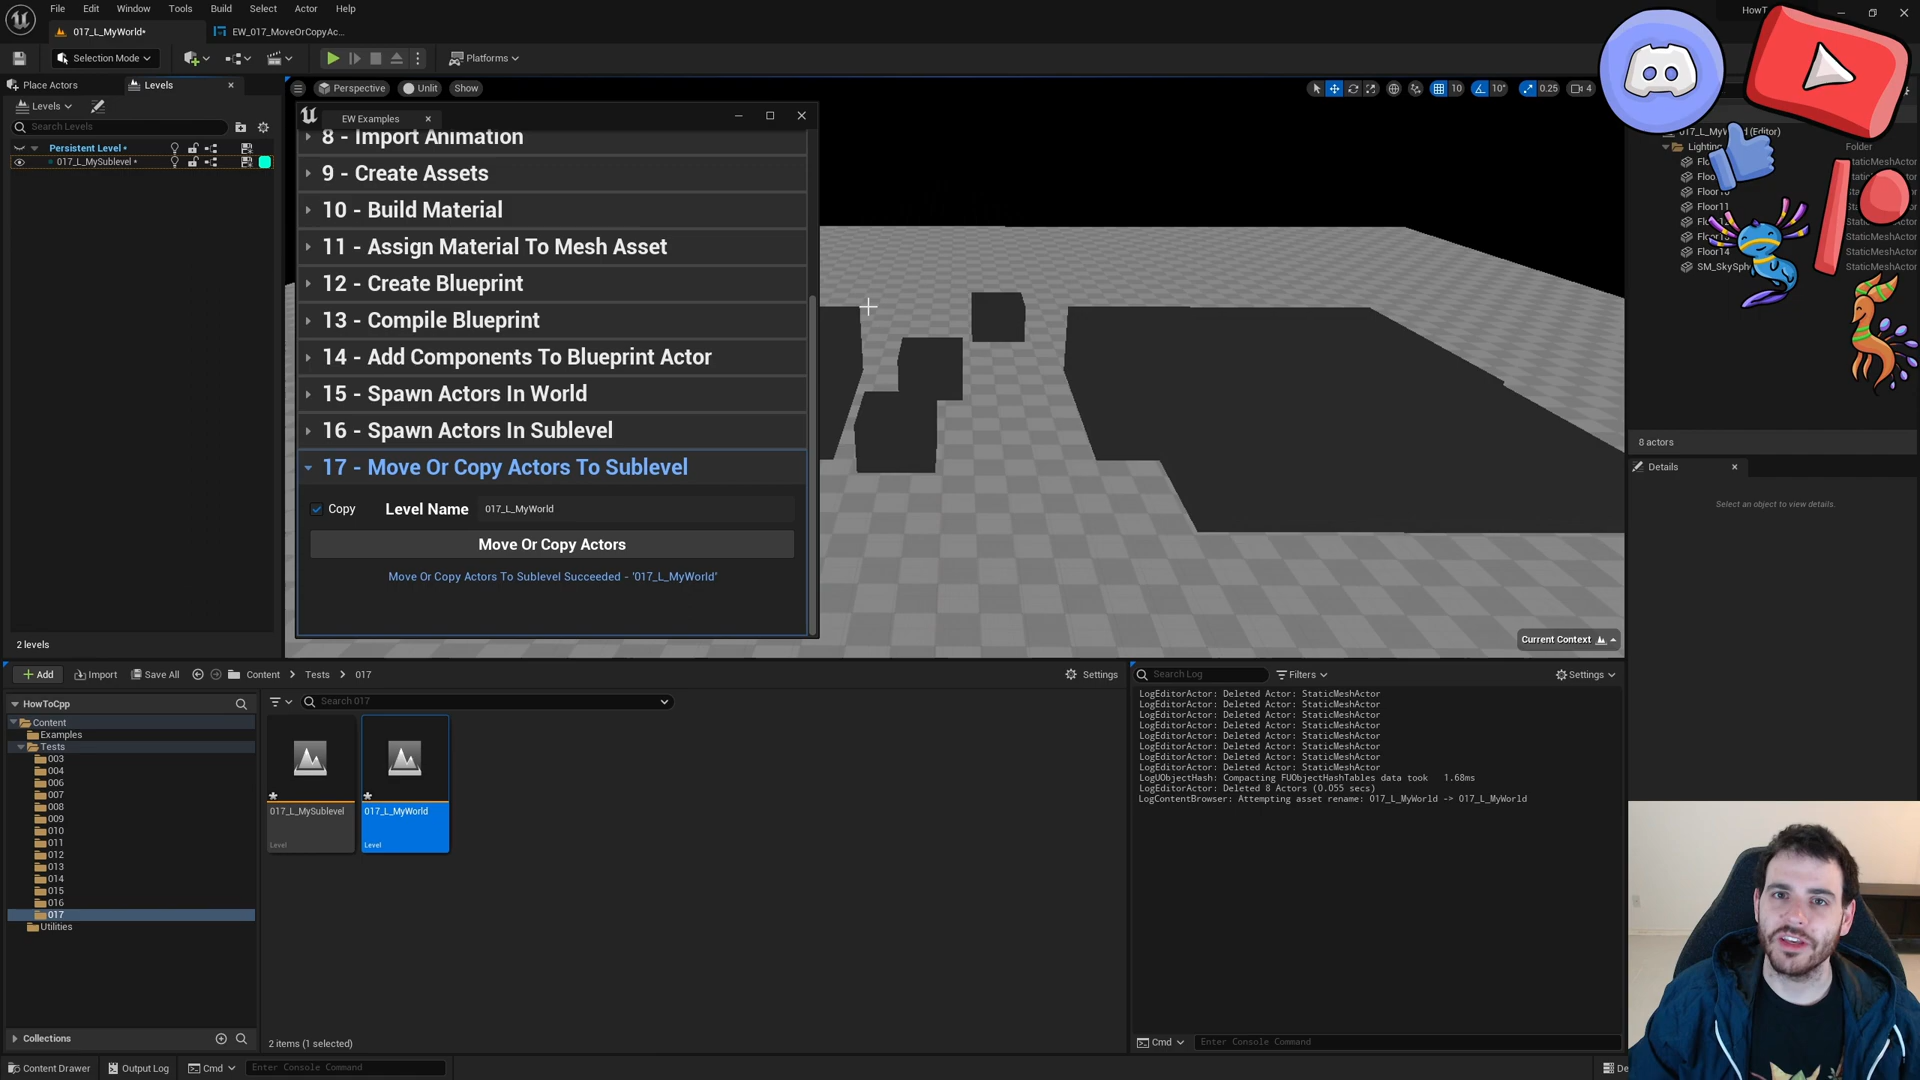 File Edit Window Tools Build Select Actor Help
017_L_MyWorld•
EW_017_MoveOrCopyAc...
Selection Mode
Platforms
Place Actors
Levels
Levels
Search Levels
Persistent Level •
017_L_MySublevel •
2 levels
Perspective
Unlit
Show
10
10°
0.25
4
EW Examples
8 - Import Animation
9 - Create Assets
10 - Build Material
11 - Assign Material To Mesh Asset
12 - Create Blueprint
13 - Compile Blueprint
14 - Add Components To Blueprint Actor
15 - Spawn Actors In World
16 - Spawn Actors In Sublevel
17 - Move Or Copy Actors To Sublevel
Copy
Level Name
017_L_MyWorld
Move Or Copy Actors
Move Or Copy Actors To Sublevel Succeeded - '017_L_MyWorld'
Current Context
Folder
Lighting
StaticMeshActor
Floor11
Floor14
StaticMeshActor
StaticMeshActor
8 actors
Details
Select an object to view details.
Add
Import
Save All
Content
Tests
017
Settings
HowToCpp
Content
Examples
Tests
003
004
006
007
008
009
010
011
012
013
014
015
016
017
Utilities
Collections
Search 017
017_L_MySublevel
Level
017_L_MyWorld
Level
2 items (1 selected)
Search Log
Filters
Settings
LogEditorActor: Deleted Actor: StaticMeshActor
LogEditorActor: Deleted Actor: StaticMeshActor
LogEditorActor: Deleted Actor: StaticMeshActor
LogEditorActor: Deleted Actor: StaticMeshActor
LogEditorActor: Deleted Actor: StaticMeshActor
LogEditorActor: Deleted Actor: StaticMeshActor
LogEditorActor: Deleted Actor: StaticMeshActor
LogEditorActor: Deleted Actor: StaticMeshActor
LogUObjectHash: Compacting FUObjectHashTables data took 1.68ms
LogEditorActor: Deleted 8 Actors (0.055 secs)
LogContentBrowser: Attempting asset rename: 017_L_MyWorld -> 017_L_MyWorld
Cmd
Enter Console Command
Content Drawer
Output Log
Cmd
Enter Console Command